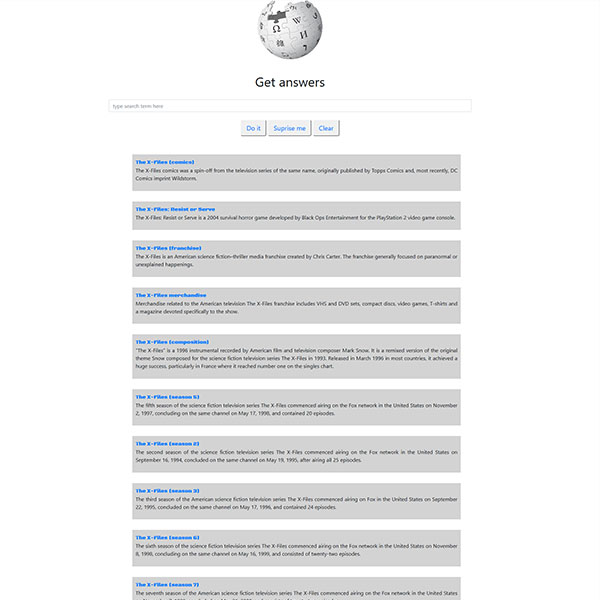 Ω W И
Get answers
type search term here
Do it Suprise me Clear
The X-Files (comics)
The X-Files comics was a spin-off from the television series of the same name, originally published by Topps Comics and, most recently, DC
Comics imprint Wildstorm.
The X-Files: Resist or Serve
The X-Files: Resist or Serve is a 2004 survival horror game developed by Black Ops Entertainment for the PlayStation 2 video game console.
The X-Files (franchise)
The X-Files is an American science fiction–thriller media franchise created by Chris Carter. The franchise generally focused on paranormal or
unexplained happenings.
The X-Files merchandise
Merchandise related to the American television The X-Files franchise includes VHS and DVD sets, compact discs, video games, T-shirts and
a magazine devoted specifically to the show.
The X-Files (composition)
"The X-Files" is a 1996 instrumental recorded by American film and television composer Mark Snow. It is a remixed version of the original
theme Snow composed for the science fiction television series The X-Files in 1993. Released in March 1996 in most countries, it achieved a
huge success, particularly in France where it reached number one on the singles chart.
The X-Files (season 5)
The fifth season of the science fiction television series The X-Files commenced airing on the Fox network in the United States on November
2, 1997, concluding on the same channel on May 17, 1998, and contained 20 episodes.
The X-Files (season 2)
The second season of the science fiction television series The X-Files commenced airing on the Fox network in the United States on
September 16, 1994, concluded on the same channel on May 19, 1995, after airing all 25 episodes.
The X-Files (season 3)
The third season of the American science fiction television series The X-Files commenced airing on Fox in the United States on September
22, 1995, concluded on the same channel on May 17, 1996, and contained 24 episodes.
The X-Files (season 6)
The sixth season of the science fiction television series The X-Files commenced airing on the Fox network in the United States on November
8, 1998, concluding on the same channel on May 16, 1999, and consisted of twenty-two episodes.
The X-Files (season 7)
The seventh season of the American science fiction television series The X-Files commenced airing on the Fox network in the United States